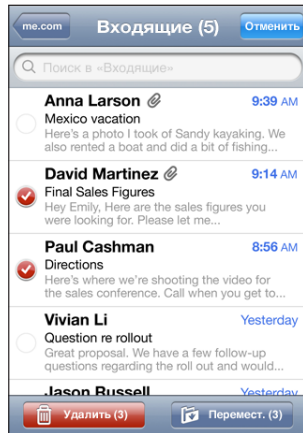 me.com
Входящие (5)
Отменить
Поиск в «Входящие»
Anna Larson 9:39 AM
Mexico vacation
Here's a photo I took of Sandy kayaking. We
also rented a boat and did a bit of fishing...
David Martinez 9:14 AM
Final Sales Figures
Hey Emily, Here are the sales figures you
were looking for. Please let me...
Paul Cashman 8:56 AM
Directions
Here's where we're shooting the video for
the sales conference. Call when you get to...
Vivian Li Yesterday
Question re rollout
Great proposal. We have a few follow-up
questions regarding the roll out and would...
Jason Russell Yesterday
Удалить (3)
Перемест. (3)